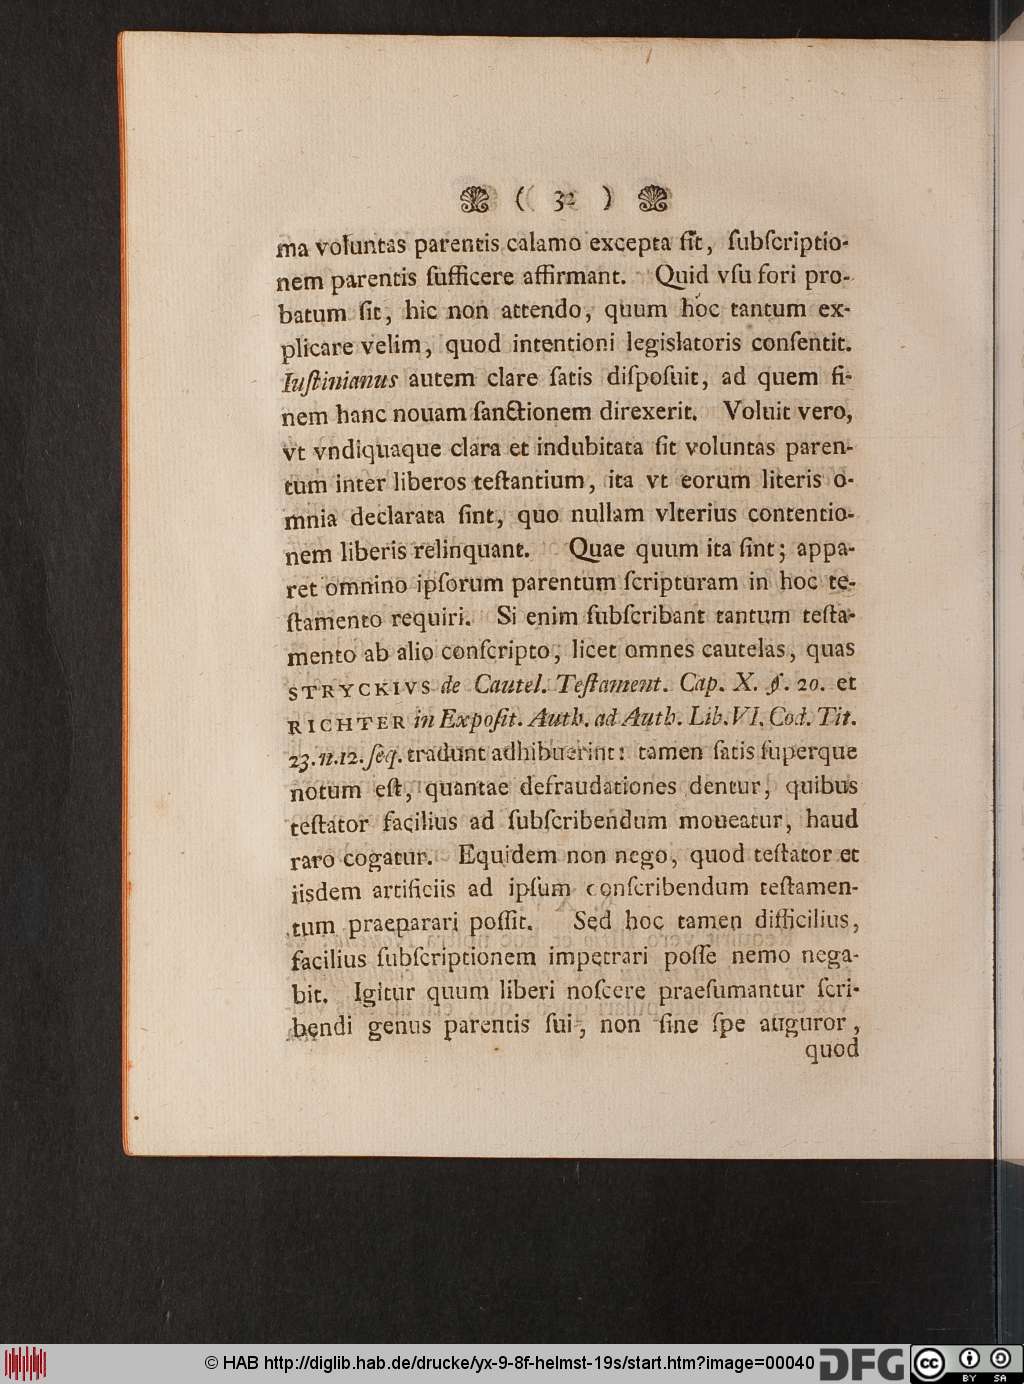 ( 32 )
ma voluntas parentis calamo excepta ſit, ſubſcriptio-
nem parentis ſufficere affirmant. Quid vſu fori pro-
batum ſit, hic non attendo, quum hoc tantum ex-
plicare velim, quod intentioni legislatoris conſentit.
Iuſtinianus autem clare ſatis diſpoſuit, ad quem fi-
nem hanc nouam ſanctionem direxerit. Voluit vero,
vt vndiquaque clara et indubitata ſit voluntas paren-
tum inter liberos teſtantium, ita vt eorum literis o-
mnia declarata ſint, quo nullam vlterius contentio-
nem liberis relinquant. Quae quum ita ſint; appa-
ret omnino ipſorum parentum ſcripturam in hoc te-
ſtamento requiri. Si enim ſubſcribant tantum teſta-
mento ab alio conſcripto, licet omnes cautelas, quas
STRYCKIVS de Cautel. Teſtament. Cap. X. §. 20. et
RICHTER in Expoſit. Auth. ad Auth. Lib. VI. Cod. Tit.
23. n. 12. ſeq. tradunt adhibuerint: tamen ſatis ſuperque
notum eſt, quantae defraudationes dentur, quibus
teſtator facilius ad ſubſcribendum moueatur, haud
raro cogatur. Equidem non nego, quod teſtator et
iisdem artificiis ad ipſum conſcribendum teſtamen-
tum praeparari poſſit. Sed hoc tamen difficilius,
facilius ſubſcriptionem impetrari poſſe nemo nega-
bit. Igitur quum liberi noſcere praeſumantur ſcri-
bendi genus parentis ſui, non ſine ſpe auguror,
quod
© HAB http://diglib.hab.de/drucke/yx-9-8f-helmst-19s/start.htm?image=00040 DFG cc BY SA